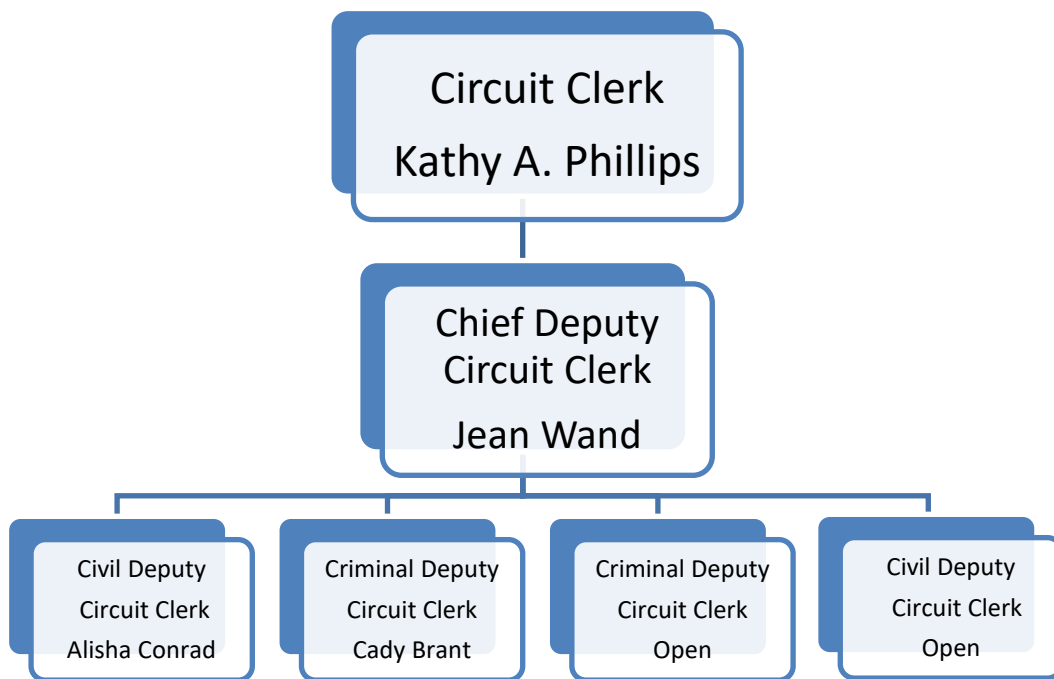 Circuit Clerk
Kathy A. Phillips
Chief Deputy
Circuit Clerk
Jean Wand
Civil Deputy
Circuit Clerk
Alisha Conrad
Criminal Deputy
Circuit Clerk
Cady Brant
Criminal Deputy
Circuit Clerk
Open
Civil Deputy
Circuit Clerk
Open